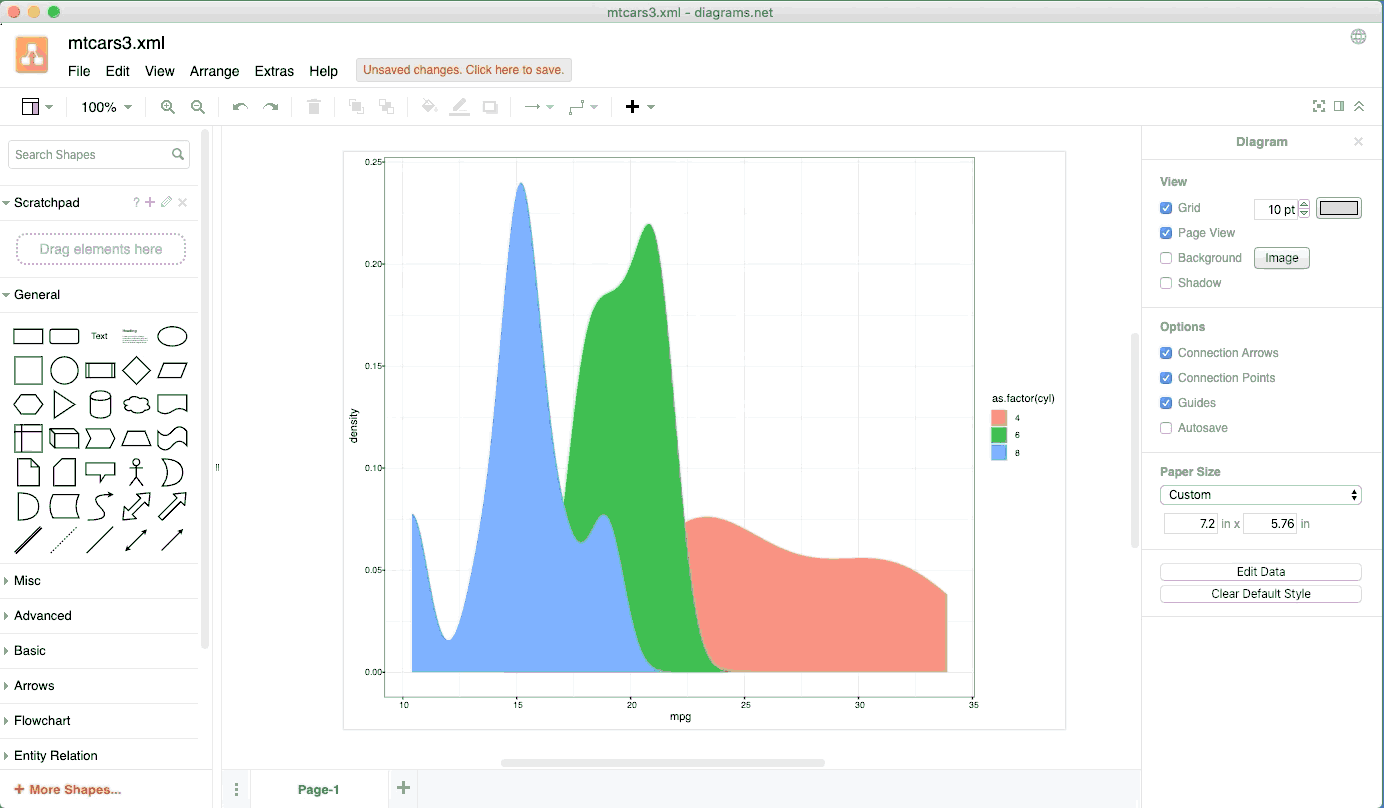 mtcars3.xml – diagrams.net
mtcars3.xml
File Edit View Arrange Extras Help Unsaved changes. Click here to save.
100%
Search Shapes
Scratchpad
?
Drag elements here
General
Text
Heading
Misc
Advanced
Basic
Arrows
Flowchart
Entity Relation
+ More Shapes...
0.25
0.20
0.15
0.10
0.05
0.00
density
10 15 20 25 30 35
mpg
as.factor(cyl)
4
6
8
Page-1
Diagram
View
Grid 10 pt
Page View
Background Image
Shadow
Options
Connection Arrows
Connection Points
Guides
Autosave
Paper Size
Custom
7.2 in x 5.76 in
Edit Data
Clear Default Style